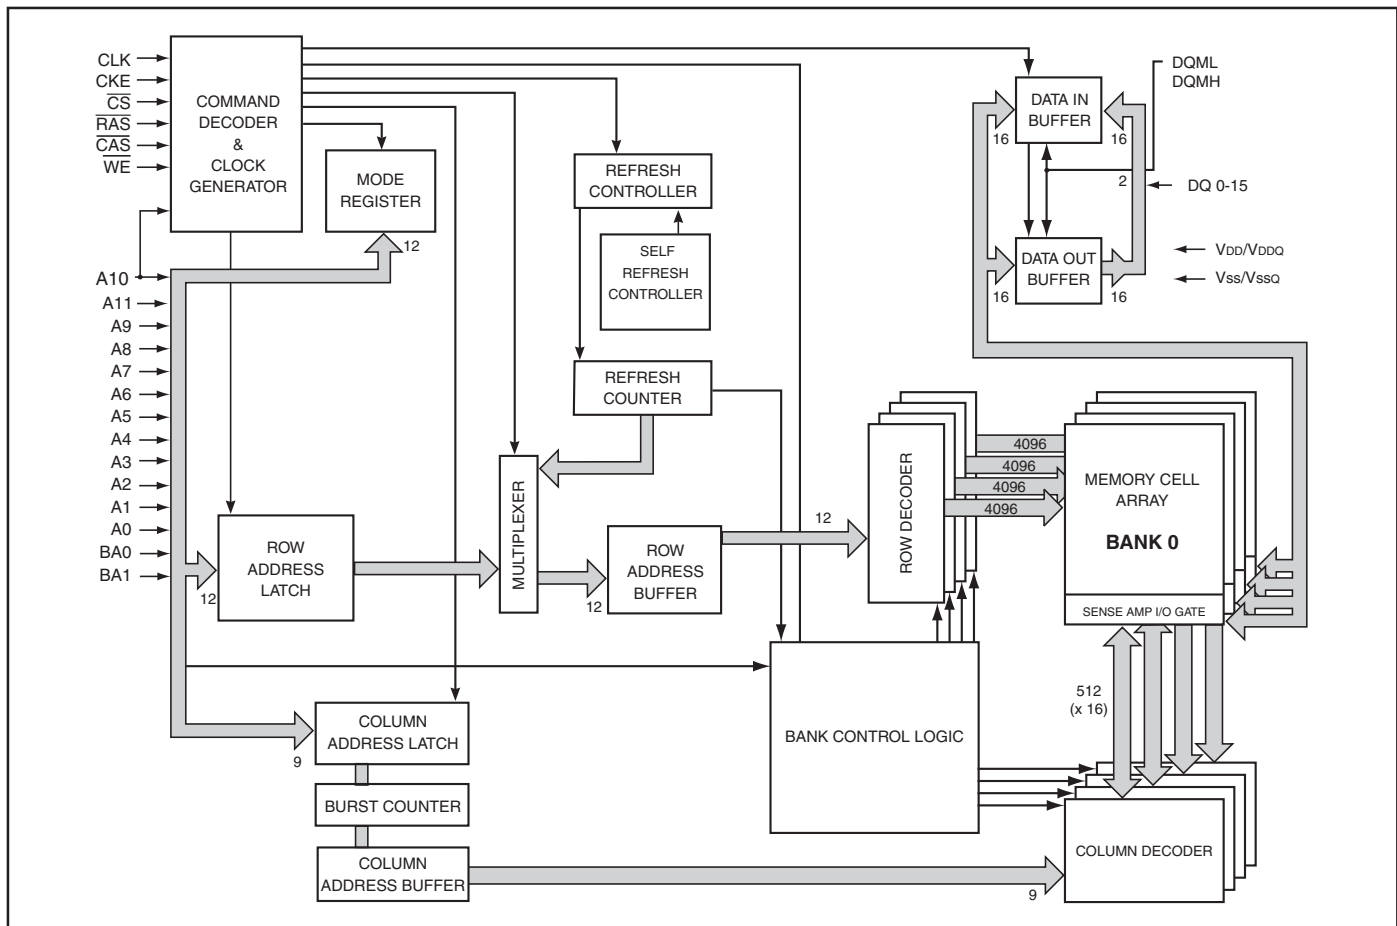 CLK
CKE
CS
RAS
CAS
WE
A10
A11
A9
A8
A7
A6
A5
A4
A3
A2
A1
A0
BA0
BA1
COMMAND
DECODER
&
CLOCK
GENERATOR
MODE
REGISTER
12
REFRESH
CONTROLLER
SELF
REFRESH
CONTROLLER
REFRESH
COUNTER
DATA IN
BUFFER
16
16
DQML
DQMH
2
DQ 0-15
DATA OUT
BUFFER
16
16
VDD/VDDQ
VSS/VSSQ
ROW
ADDRESS
LATCH
12
MULTIPLEXER
12
ROW
ADDRESS
BUFFER
12
ROW DECODER
4096
4096
4096
4096
MEMORY CELL
ARRAY
BANK 0
SENSE AMP I/O GATE
512
(x 16)
BANK CONTROL LOGIC
COLUMN
ADDRESS LATCH
9
BURST COUNTER
COLUMN
ADDRESS BUFFER
9
COLUMN DECODER